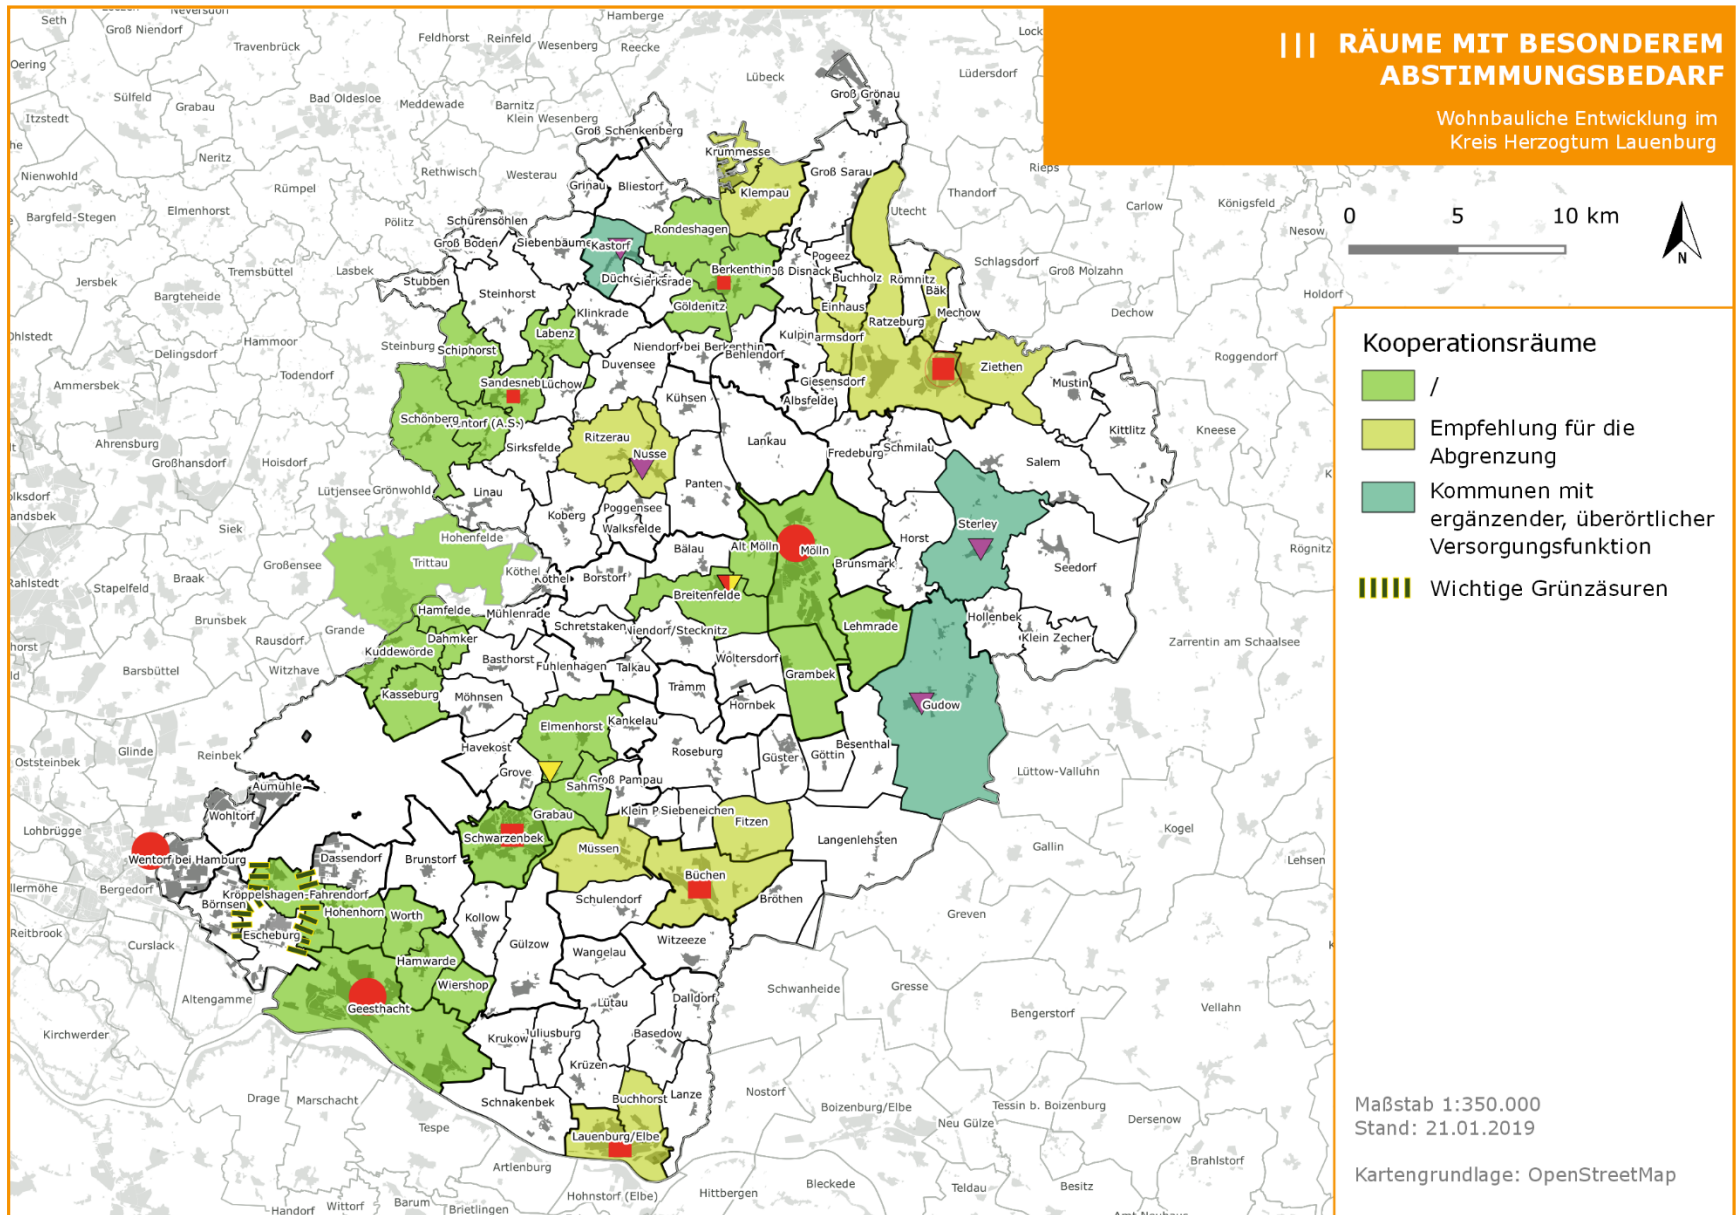 ||| RÄUME MIT BESONDEREM
ABSTIMMUNGSBEDARF
Wohnbauliche Entwicklung im
Kreis Herzogtum Lauenburg
0 5 10 km
N
Kooperationsräume
/
Empfehlung für die
Abgrenzung
Kommunen mit
ergänzender, überörtlicher
Versorgungsfunktion
Wichtige Grünzäsuren
Maßstab 1:350.000
Stand: 21.01.2019
Kartengrundlage: OpenStreetMap
Seth
Groß Niendorf
Travenbrück
Feldhorst
Reinfeld
Wesenberg
Hamberge
Reecke
Lübeck
Lüdersdorf
Groß Grönau
Oering
Sülfeld
Grabau
Bad Oldesloe
Meddewade
Barnitz
Klein Wesenberg
Groß Schenkenberg
Krummesse
Itzstedt
Neritz
Nienwohl
Rethwisch
Westerau
Grinau
Bliestorf
Klempau
Groß Sarau
Rieps
Thandorf
Carlow
Königsfeld
Utecht
Nesow
Rümpel
Elmenhorst
Bargfeld-Stegen
Pölitz
Schürensöhlen
Groß Boden
Siebenbäume
Kastorf
Rondeshagen
Schlagsdorf
Groß Molzahn
Holdorf
Jersbek
Tremsbüttel
Lasbek
Bargteheide
Stubben
Steinhorst
Sierksrade
Berkenthin
Pogeez
Buchholz
Römnitz
Bäk
Mechow
Dechow
Göldenitz
Einhaus
Ratzeburg
Klinkrade
Labenz
Hammoor
Delingsdorf
Steinburg
Schiphorst
Niendorf bei Berkenthin
Behlendorf
Kulpin
Duvensee
Todendorf
Ammersbek
Sandesneben
Lüchow
Giesensdorf
Albsfelde
Ziethen
Mustin
Roggendorf
Kühsen
Schönberg
Sirksfelde
Ritzerau
Nusse
Lankau
Fredeburg
Schmilau
Kittlitz
Kneese
Ahrensburg
Großhansdorf
Hoisdorf
Salem
Lütjensee
Grönwohld
Linau
Panten
Koberg
Poggensee
Walksfelde
Sterley
Siek
Hohenfelde
Großensee
Trittau
Köthel
Köthel
Borstorf
Bälau
Alt Mölln
Mölln
Brunsmark
Horst
Seedorf
Rögnitz
Stapelfeld
Braak
Breitenfelde
Brunsbek
Hamfelde
Mühlenrade
Schretstaken
Niendorf/Stecknitz
Lehmrade
Hollenbek
Klein Zecher
Zarrentin am Schaalsee
Rausdorf
Grande
Witzhave
Barsbüttel
Dahmker
Kuddewörde
Basthorst
Fuhlenhagen
Talkau
Woltersdorf
Grambek
Kasseburg
Möhnsen
Tramm
Hornbek
Gudow
Elmenhorst
Kankelau
Glinde
Reinbek
Oststeinbek
Havekost
Grove
Roseburg
Güster
Göttin
Besenthal
Lüttow-Valluhn
Aumühle
Wohltorf
Groß Pampau
Sahms
Grabau
Siebeneichen
Fitzen
Langenlehsten
Kogel
Lohbrügge
Wentorf bei Hamburg
Bergedorf
Dassendorf
Brunstorf
Schwarzenbek
Müssen
Büchen
Gallin
Lehsen
Kröppelshagen-Fahrendorf
Börnsen
Hohenhorn
Worth
Kollow
Schulendorf
Bröthen
Greven
Reitbrook
Curslack
Escheburg
Gülzow
Wangelau
Witzeeze
Hamwarde
Wiershop
Altengamme
Geesthacht
Lütau
Dalldorf
Schwanheide
Gresse
Bengerstorf
Vellahn
Kirchwerder
Krukow
Juliusburg
Basedow
Krüzen
Drage
Marschacht
Schnakenbek
Buchhorst
Lanze
Nostorf
Boizenburg/Elbe
Tessin b. Boizenburg
Neu Gülze
Dersenow
Tespe
Lauenburg/Elbe
Artlenburg
Hohnstorf (Elbe)
Hittbergen
Bleckede
Teldau
Besitz
Brahlstorf
Handorf
Wittorf
Barum
Brietlingen